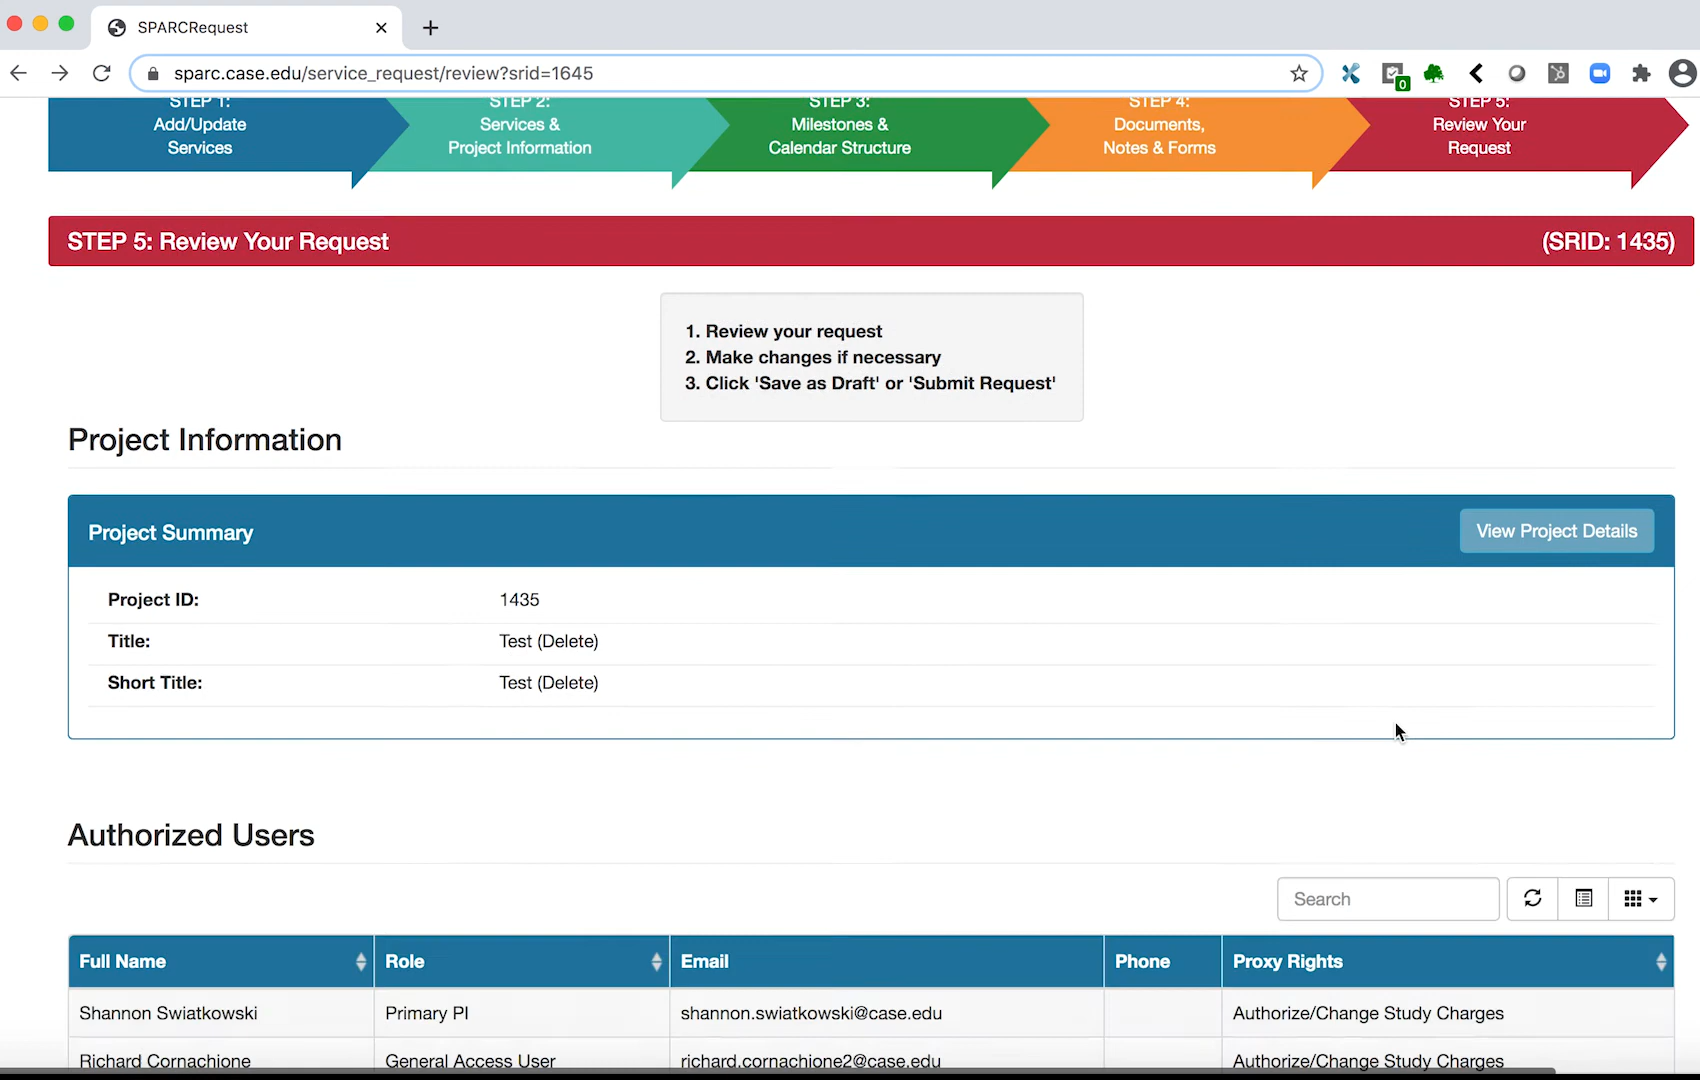 SPARCRequest
sparc.case.edu/service_request/review?srid=1645
0
STEP 1:
Add/Update
Services
STEP 2:
Services &
Project Information
STEP 3:
Milestones &
Calendar Structure
STEP 4:
Documents,
Notes & Forms
STEP 5:
Review Your
Request
STEP 5: Review Your Request (SRID: 1435)
1. Review your request
2. Make changes if necessary
3. Click 'Save as Draft' or 'Submit Request'
Project Information
Project Summary View Project Details
Project ID: 1435
Title: Test (Delete)
Short Title: Test (Delete)
Authorized Users
Search
Full Name Role Email Phone Proxy Rights
Shannon Swiatkowski Primary PI shannon.swiatkowski@case.edu Authorize/Change Study Charges
Richard Cornachione General Access User richard.cornachione2@case.edu Authorize/Change Study Charges